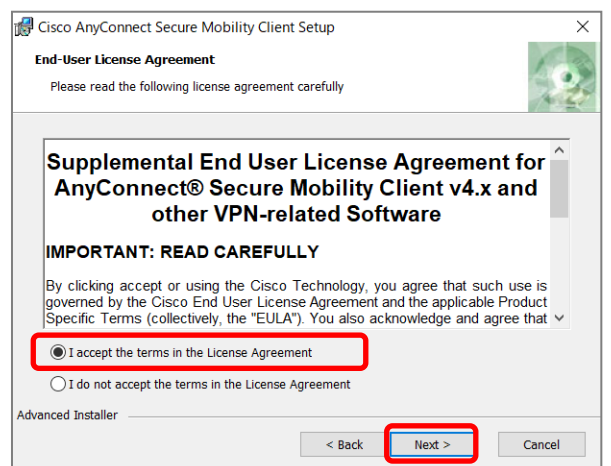 Cisco AnyConnect Secure Mobility Client Setup
End-User License Agreement
Please read the following license agreement carefully
Supplemental End User License Agreement for
AnyConnect® Secure Mobility Client v4.x and
other VPN-related Software
IMPORTANT: READ CAREFULLY
By clicking accept or using the Cisco Technology, you agree that such use is
governed by the Cisco End User License Agreement and the applicable Product
Specific Terms (collectively, the "EULA"). You also acknowledge and agree that
I accept the terms in the License Agreement
I do not accept the terms in the License Agreement
Advanced Installer
< Back Next > Cancel